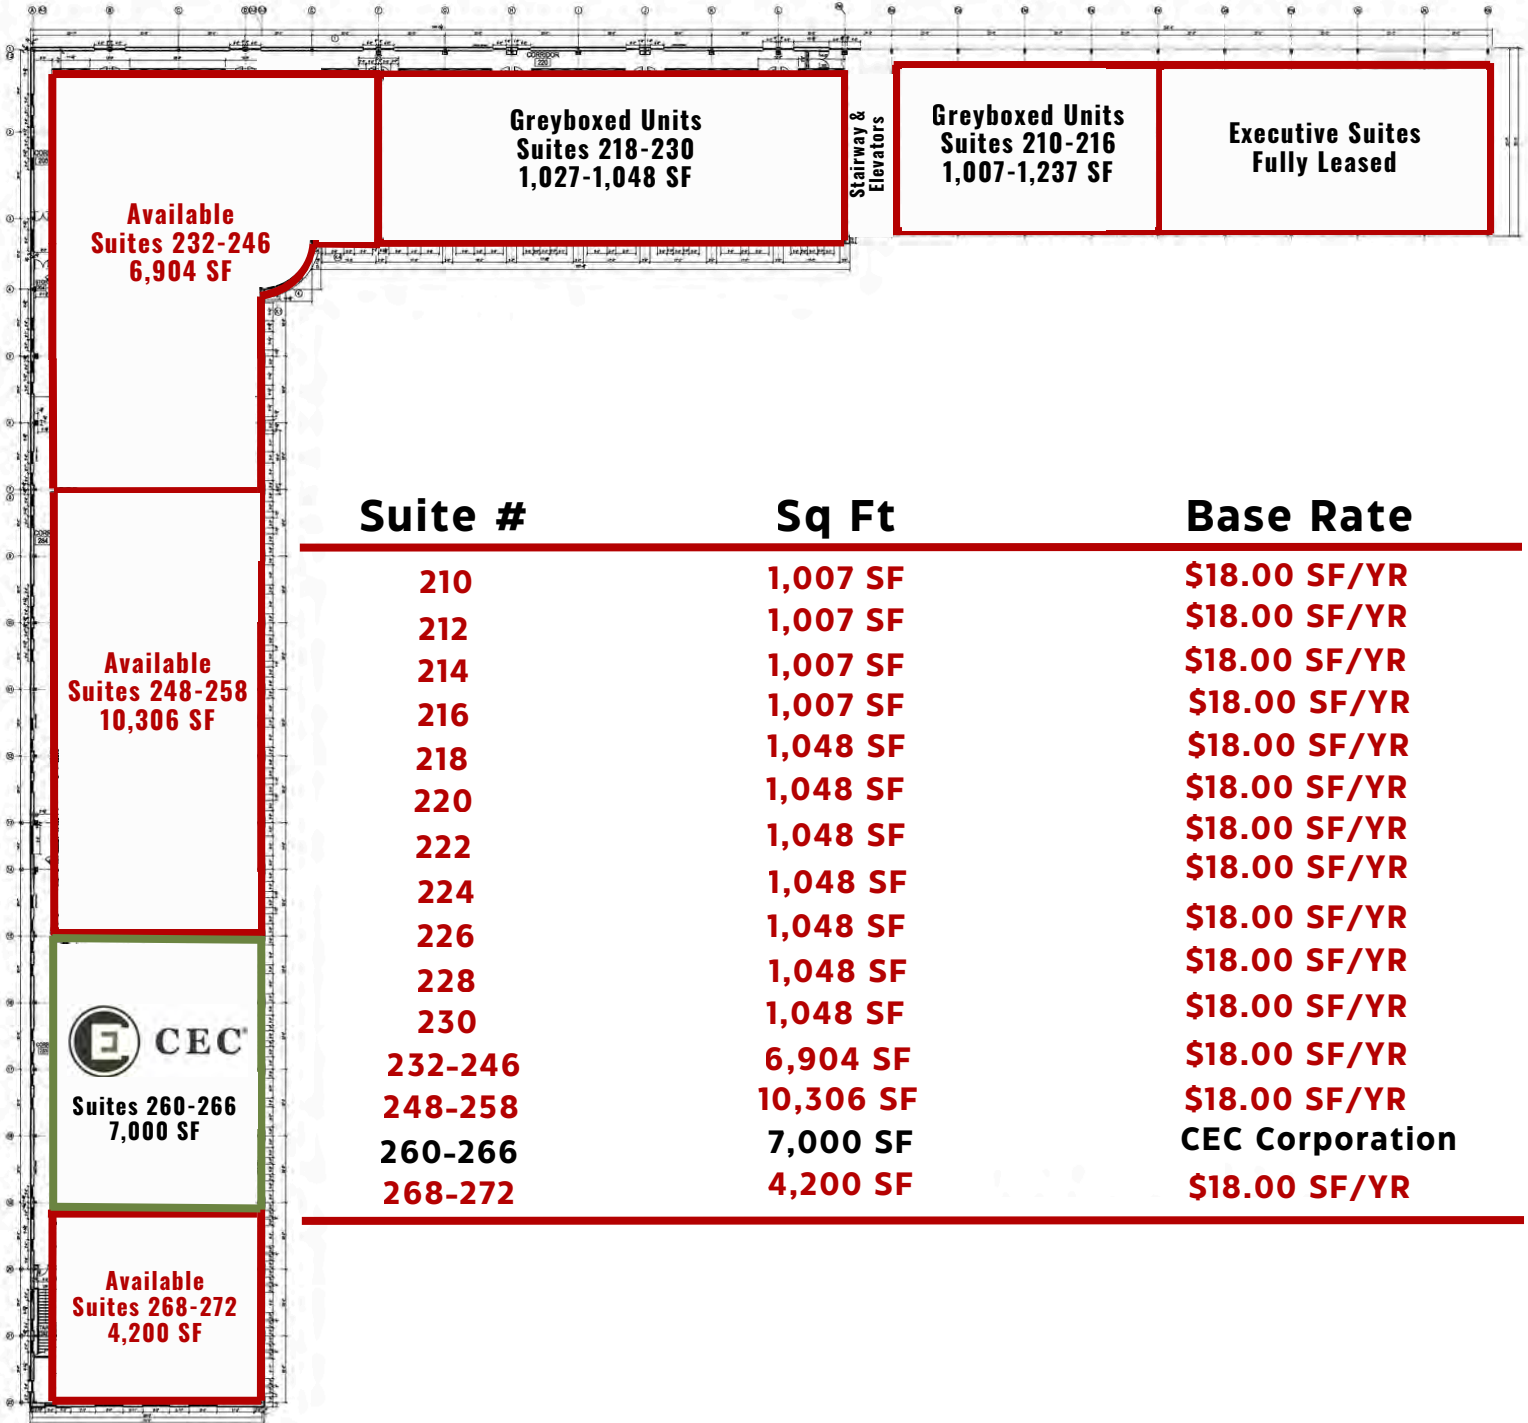 CORRIDOR
220
Greyboxed Units
Suites 218-230
1,027-1,048 SF
Stairway &
Elevators
Greyboxed Units
Suites 210-216
1,007-1,237 SF
Executive Suites
Fully Leased
Available
Suites 232-246
6,904 SF
Available
Suites 248-258
10,306 SF
CEC
Suites 260-266
7,000 SF
Available
Suites 268-272
4,200 SF
Suite # Sq Ft Base Rate
210 1,007 SF $18.00 SF/YR
212 1,007 SF $18.00 SF/YR
214 1,007 SF $18.00 SF/YR
216 1,007 SF $18.00 SF/YR
218 1,048 SF $18.00 SF/YR
220 1,048 SF $18.00 SF/YR
222 1,048 SF $18.00 SF/YR
224 1,048 SF $18.00 SF/YR
226 1,048 SF $18.00 SF/YR
228 1,048 SF $18.00 SF/YR
230 1,048 SF $18.00 SF/YR
232-246 6,904 SF $18.00 SF/YR
248-258 10,306 SF $18.00 SF/YR
260-266 7,000 SF CEC Corporation
268-272 4,200 SF $18.00 SF/YR